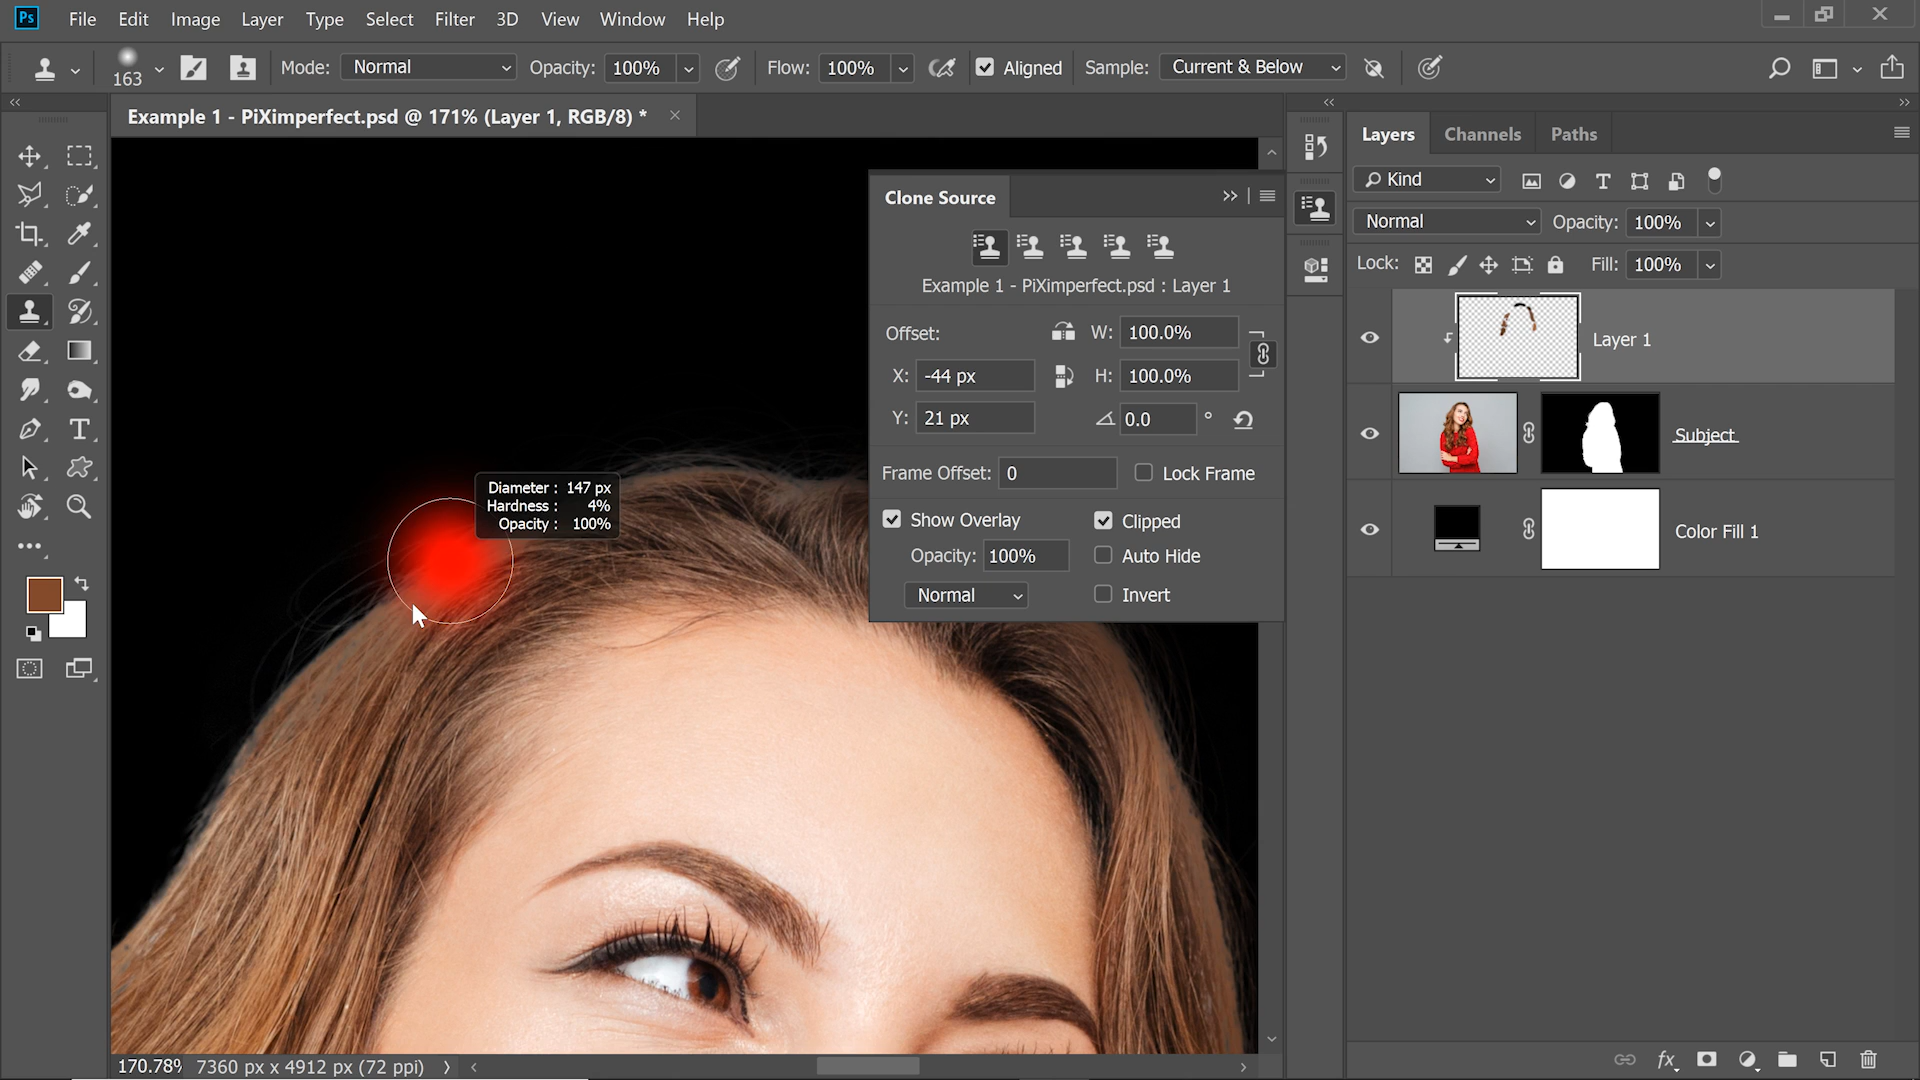 Ps File Edit Image Layer Type Select Filter 3D View Window Help
163 Mode: Normal Opacity: 100% Flow: 100% Aligned Sample: Current & Below
Example 1 - PiXimperfect.psd @ 171% (Layer 1, RGB/8) *
Clone Source
Example 1 - PiXimperfect.psd : Layer 1
Offset: W: 100.0%
X: -44 px H: 100.0%
Y: 21 px 0.0 °
Frame Offset: 0 Lock Frame
Show Overlay Clipped
Opacity: 100% Auto Hide
Normal Invert
Diameter : 147 px
Hardness : 4%
Opacity : 100%
Layers Channels Paths
Kind
Normal Opacity: 100%
Lock: Fill: 100%
Layer 1
Subject
Color Fill 1
170.78% 7360 px x 4912 px (72 ppi)
fx